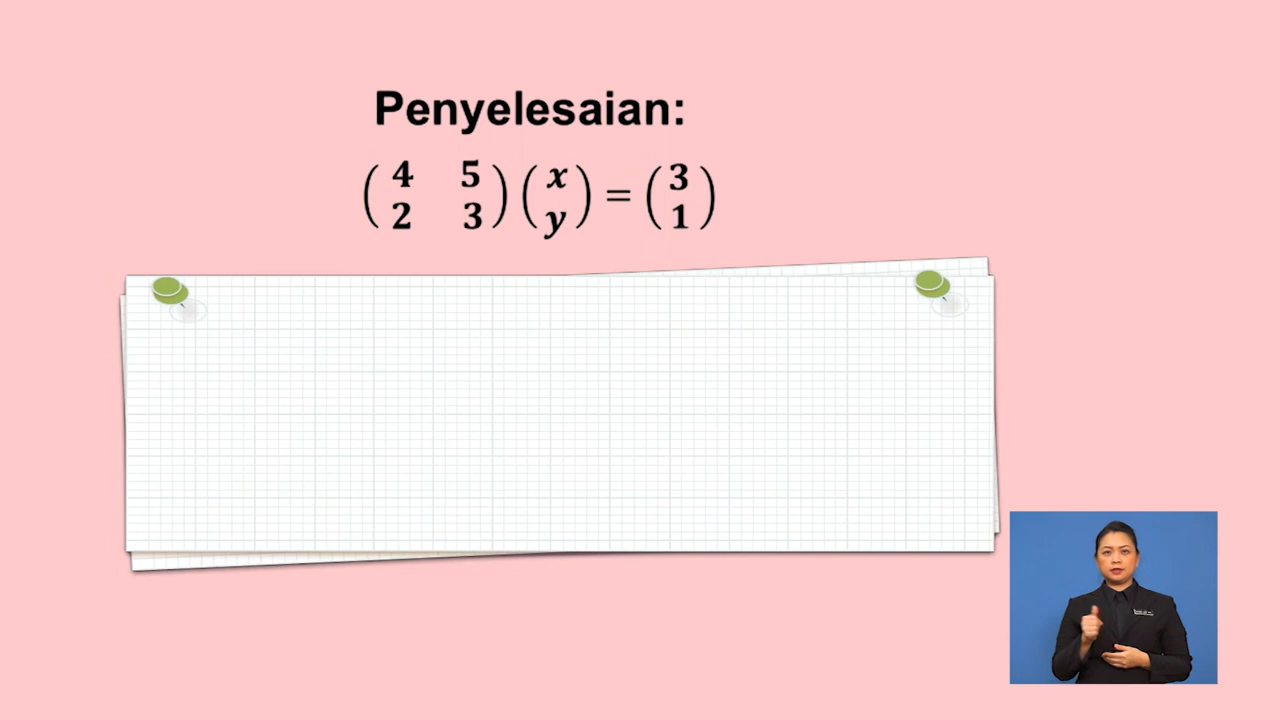 Penyelesaian:
( 4 5 ) ( x ) = ( 3 )
( 2 3 ) ( y ) ( 1 )